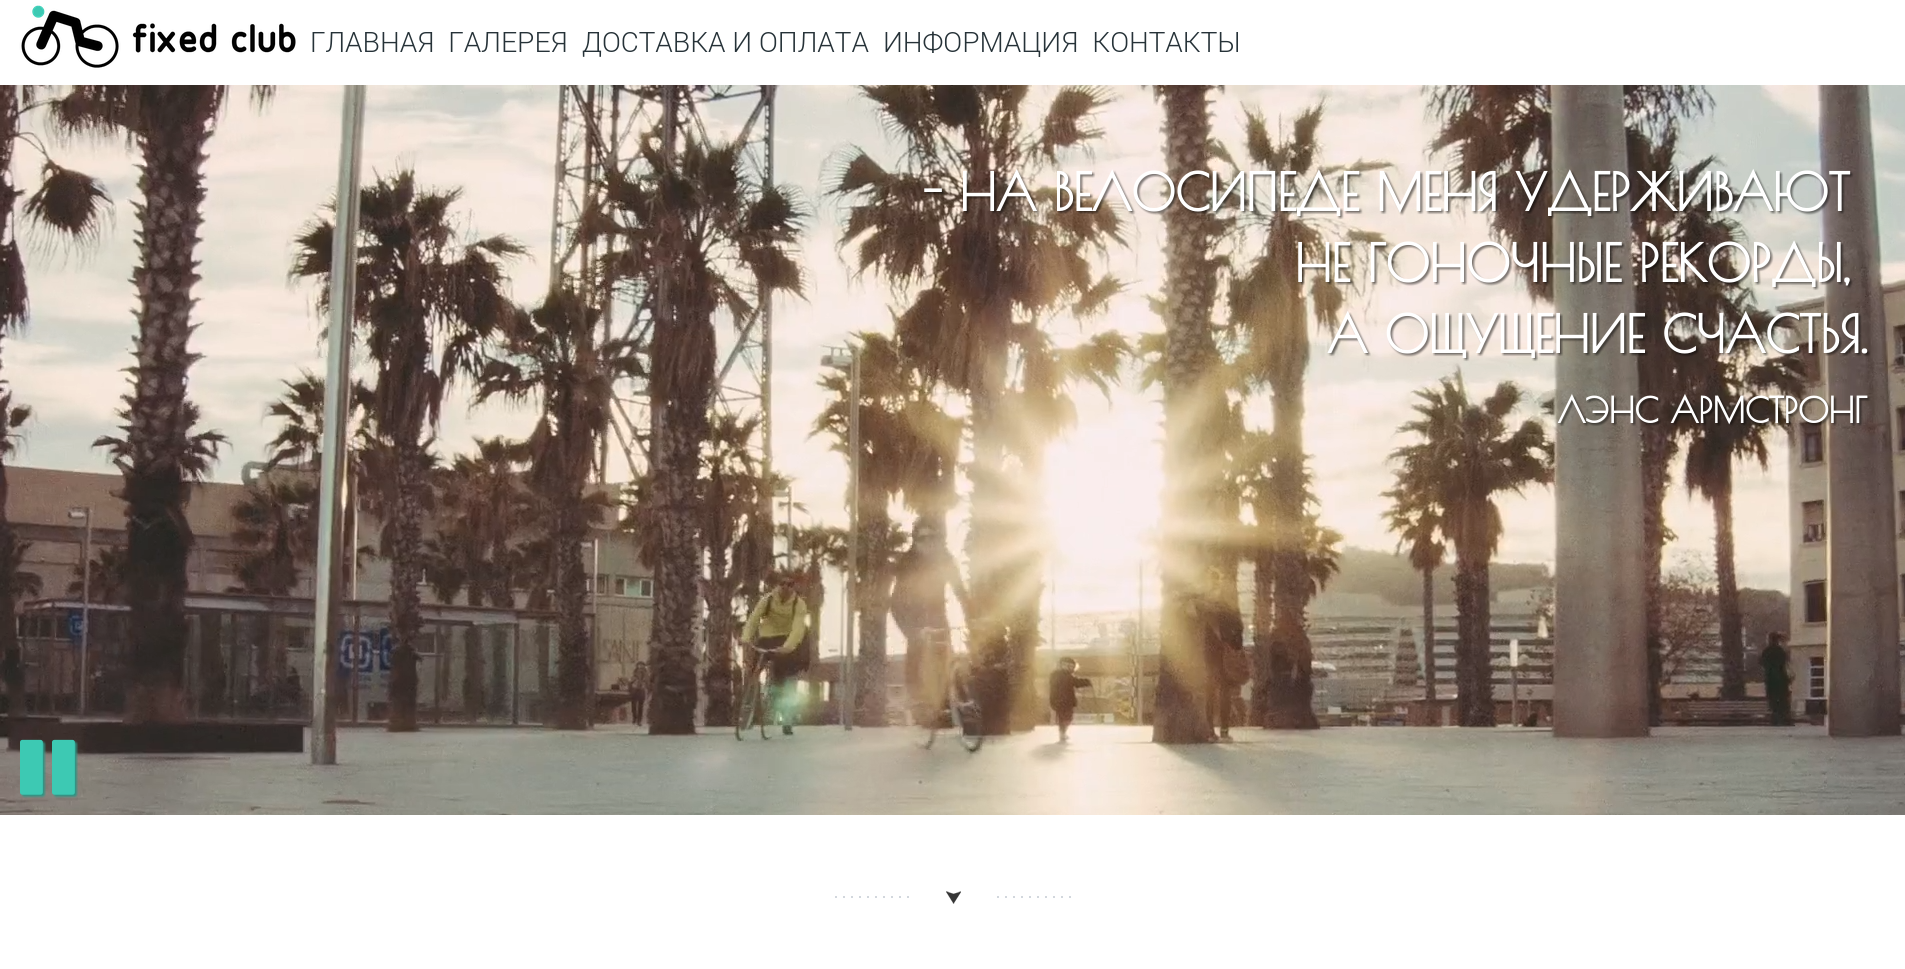 fixed club ГЛАВНАЯ ГАЛЕРЕЯ ДОСТАВКА И ОПЛАТА ИНФОРМАЦИЯ КОНТАКТЫ
– НА ВЕЛОСИПЕДЕ МЕНЯ УДЕРЖИВАЮТ
НЕ ГОНОЧНЫЕ РЕКОРДЫ,
А ОЩУЩЕНИЕ СЧАСТЬЯ.
ЛЭНС АРМСТРОНГ